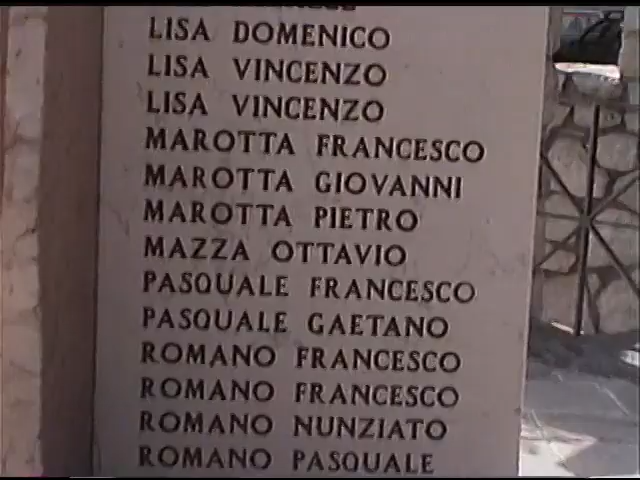 LISA DOMENICO
LISA VINCENZO
LISA VINCENZO
MAROTTA FRANCESCO
MAROTTA GIOVANNI
MAROTTA PIETRO
MAZZA OTTAVIO
PASQUALE FRANCESCO
PASQUALE GAETANO
ROMANO FRANCESCO
ROMANO FRANCESCO
ROMANO NUNZIATO
ROMANO PASQUALE